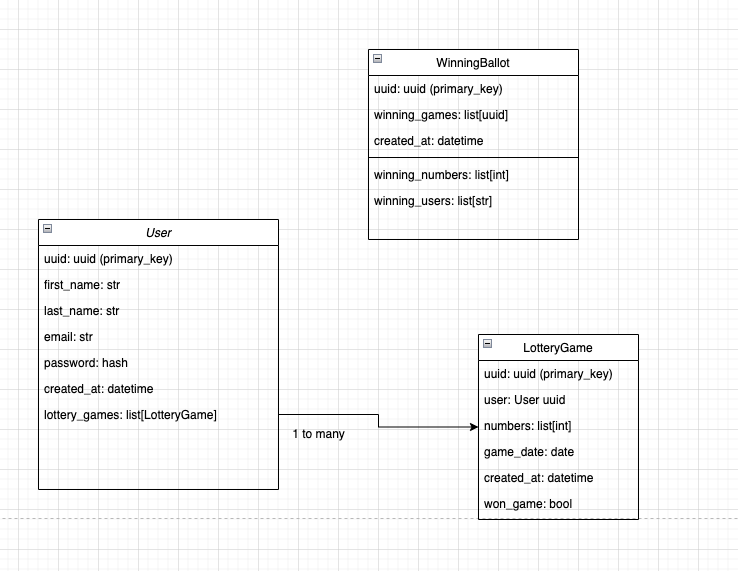 WinningBallot
uuid: uuid (primary_key)
winning_games: list[uuid]
created_at: datetime
winning_numbers: list[int]
winning_users: list[str]
User
uuid: uuid (primary_key)
first_name: str
last_name: str
email: str
password: hash
created_at: datetime
lottery_games: list[LotteryGame]
1 to many
LotteryGame
uuid: uuid (primary_key)
user: User uuid
numbers: list[int]
game_date: date
created_at: datetime
won_game: bool